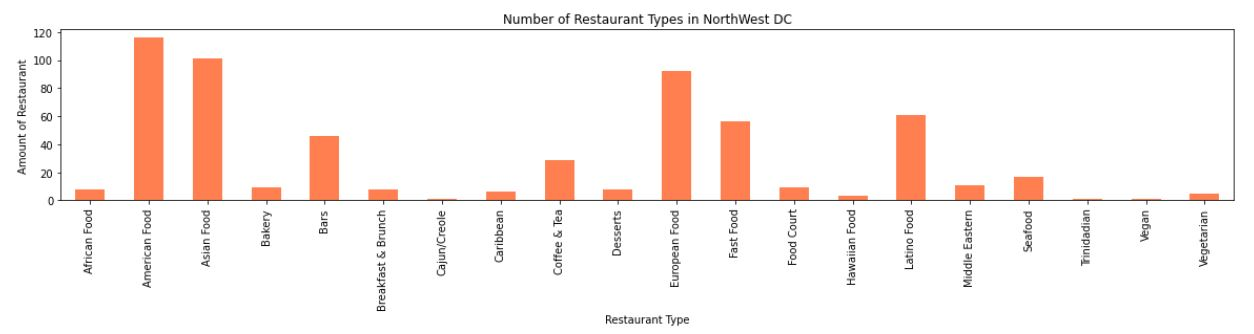 Number of Restaurant Types in NorthWest DC
Amount of Restaurant
120
100
80
60
40
20
0
African Food
American Food
Asian Food
Bakery
Bars
Breakfast & Brunch
Cajun/Creole
Caribbean
Coffee & Tea
Desserts
European Food
Fast Food
Food Court
Hawaiian Food
Latino Food
Middle Eastern
Seafood
Trinidadian
Vegan
Vegetarian
Restaurant Type